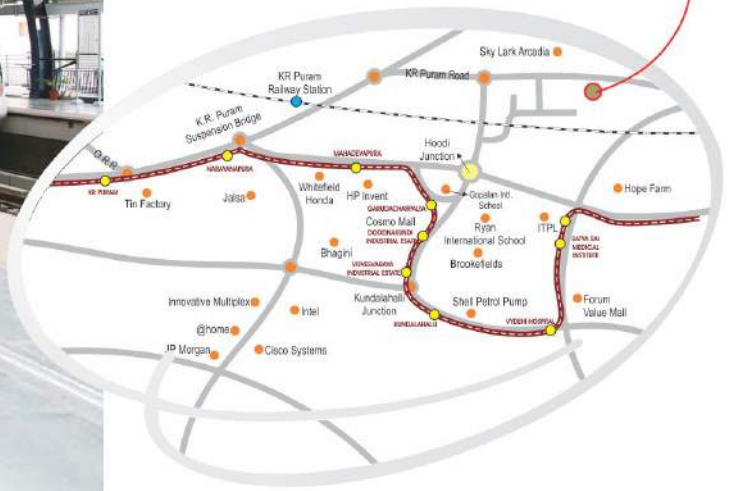 Sky Lark Arcadia
KR Puram
Railway Station
KR Puram Road
K.R. Puram
Suspension Bridge
Hoodi
Junction
O.R.R
MAHADEVAPURA
NARAYANAPURA
KR PURAM
Tin Factory
Jalsa
Whitefield
Honda
HP Invent
Gopalan Intl.
School
Hope Farm
GARUDACHARPALYA
Cosmo Mall
DODDNAKUNDI
INDUSTRIAL ESATE
Ryan
International School
ITPL
SATYA SAI
MEDICAL
INSTITUTE
Bhagini
Brookefields
VISVESVARAYA
INDUSTRIAL ESTATE
Kundalahalli
Junction
Innovative Multiplex
Intel
Shell Petrol Pump
Forum
Value Mall
KUNDALAHALLI
VYDEHI HOSPITAL
@home
JP Morgan
Cisco Systems